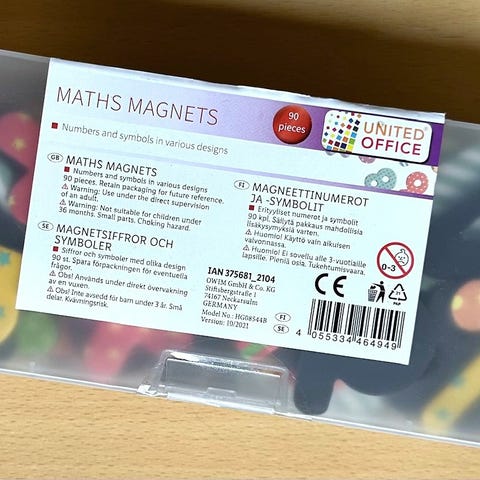 MATHS MAGNETS
■ Numbers and symbols in various designs
90
pieces
UNITED®
OFFICE
GB
MATHS MAGNETS
■ Numbers and symbols in various designs
90 pieces. Retain packaging for future reference.
⚠ Warning: Use under the direct supervision
of an adult.
⚠ Warning: Not suitable for children under
36 months. Small parts. Choking hazard.
SE
MAGNETSIFFROR OCH
SYMBOLER
■ Siffror och symboler med olika design
90 st. Spara förpackningen för eventuella
frågor.
⚠ Obs! Användes under direkt övervakning
av en vuxen.
⚠ Obs! Inte avsedd för barn under 3 år. Små
delar. Kvävningsrisk.
FI
MAGNEETTINUMEROT
JA -SYMBOLIT
■ Erityyliset numerot ja symbolit
90 kpl. Säilytä pakkaus mahdollisia
lisäkysymyksiä varten.
⚠ Huomio! Käyttö vain aikuisen
valvonnassa.
⚠ Huomio! Ei sovellu alle 3-vuotiaille
lapsille. Pieniä osia. Tukehtumisvaara.
0-3
IAN 375681_2104
OWIM GmbH & Co. KG
Stiftsbergstraße 1
74167 Neckarsulm
GERMANY
Model No.: HG08544B
Version: 10/2021
CE
PAP
FI
SE
4 055334 464949